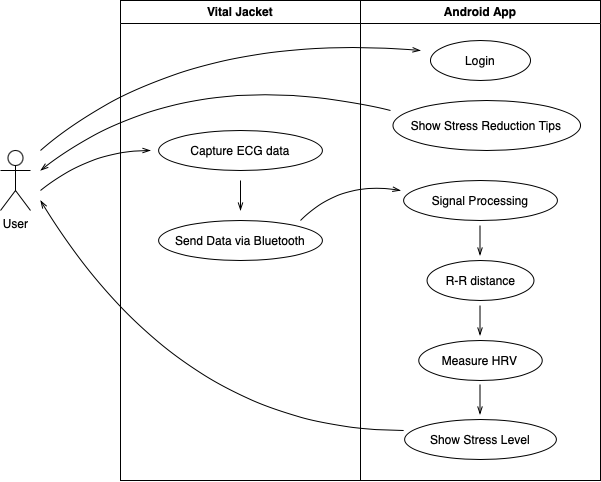 Vital Jacket
Android App
Login
Show Stress Reduction Tips
Capture ECG data
Signal Processing
User
Send Data via Bluetooth
R-R distance
Measure HRV
Show Stress Level